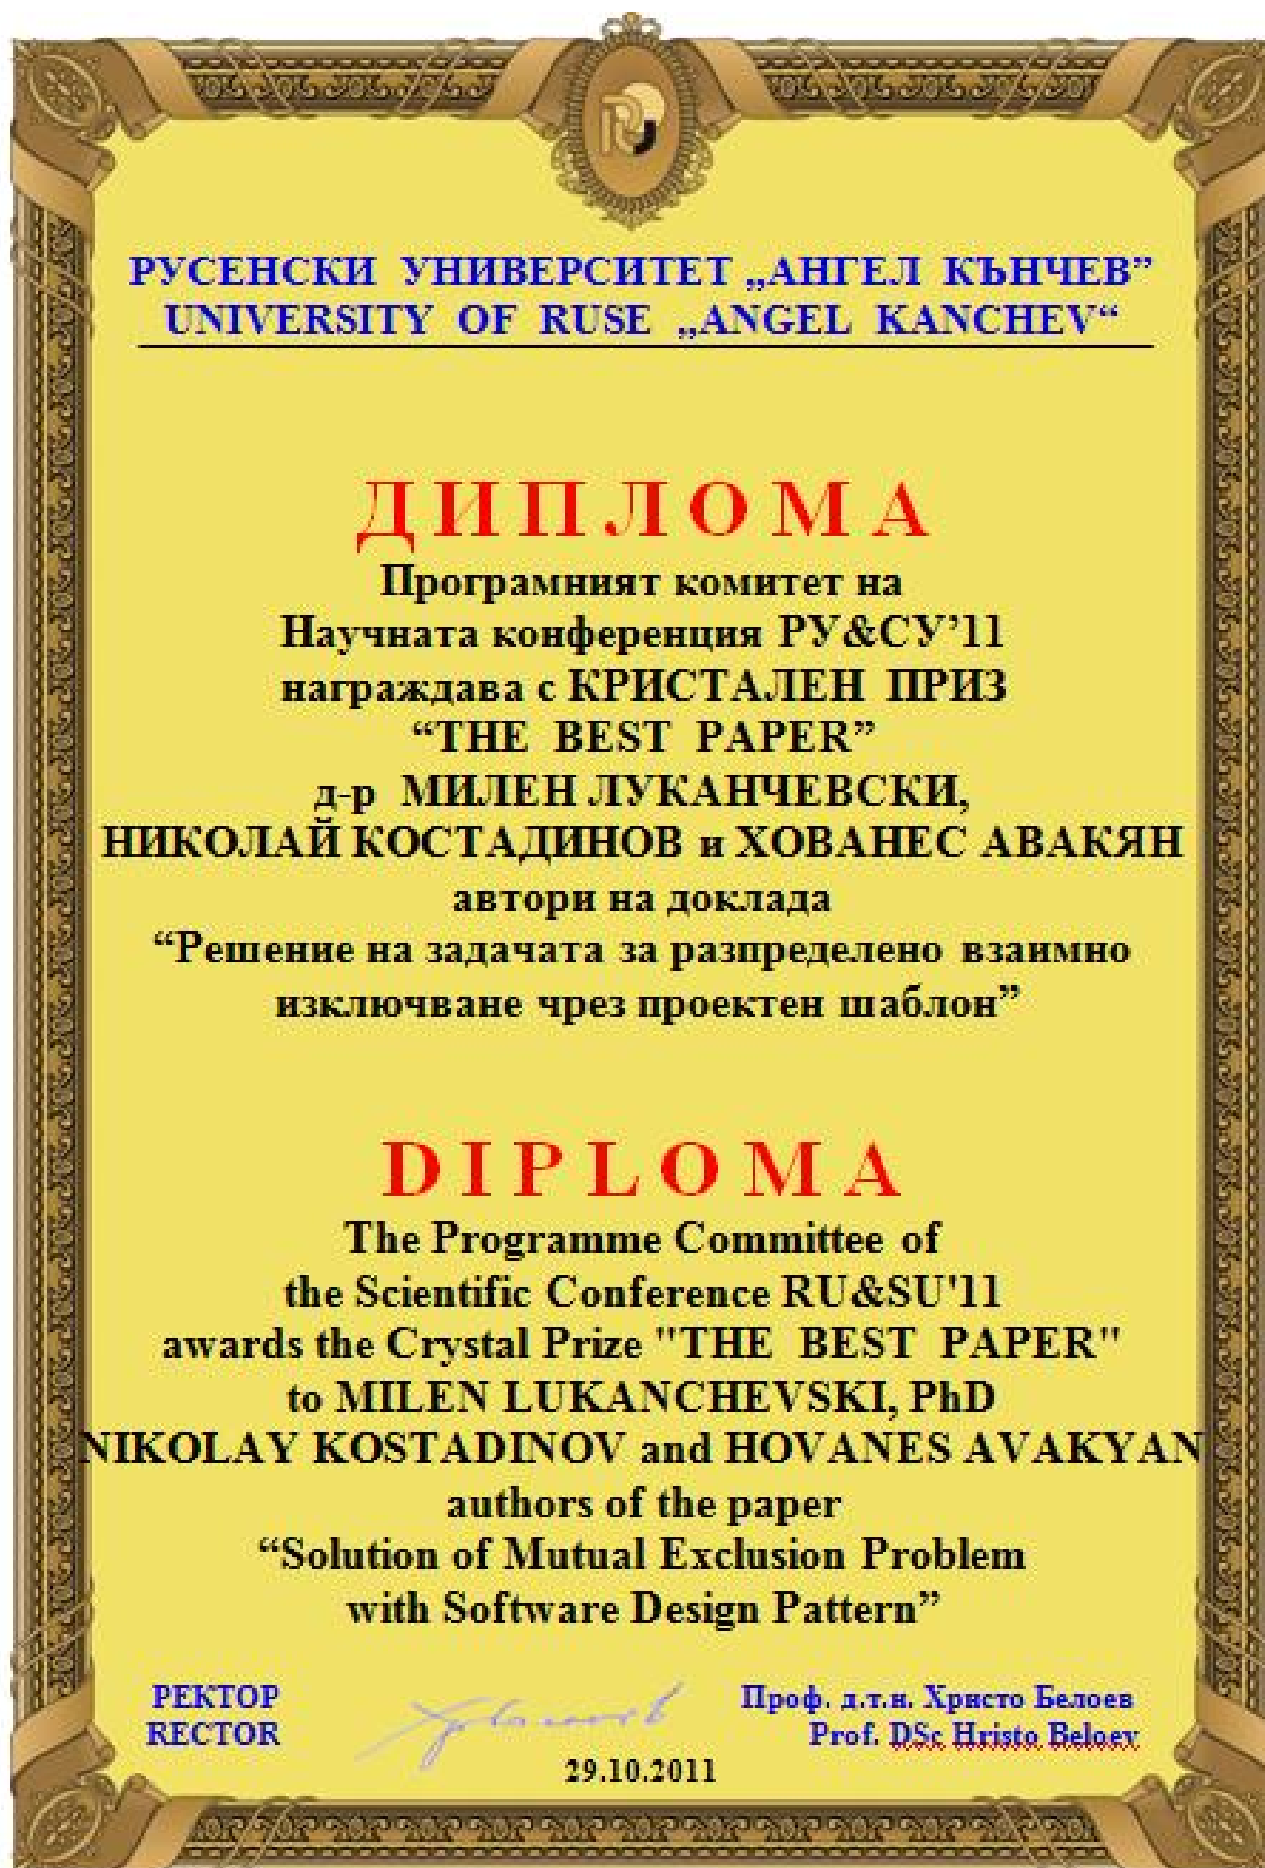 РУСЕНСКИ УНИВЕРСИТЕТ „АНГЕЛ КЪНЧЕВ”
UNIVERSITY OF RUSE „ANGEL KANCHEV“
ДИПЛОМА
Програмният комитет на
Научната конференция РУ&СУ’11
награждава с КРИСТАЛЕН ПРИЗ
“THE BEST PAPER”
д-р МИЛЕН ЛУКАНЧЕВСКИ,
НИКОЛАЙ КОСТАДИНОВ и ХОВАНЕС АВАКЯН
автори на доклада
“Решение на задачата за разпределено взаимно
изключване чрез проектен шаблон”
DIPLOMA
The Programme Committee of
the Scientific Conference RU&SU'11
awards the Crystal Prize "THE BEST PAPER"
to MILEN LUKANCHEVSKI, PhD
NIKOLAY KOSTADINOV and HOVANES AVAKYAN
authors of the paper
“Solution of Mutual Exclusion Problem
with Software Design Pattern”
РЕКТОР Проф. д.т.н. Христо Белоев
RECTOR Prof. DSc Hristo Beloev
29.10.2011